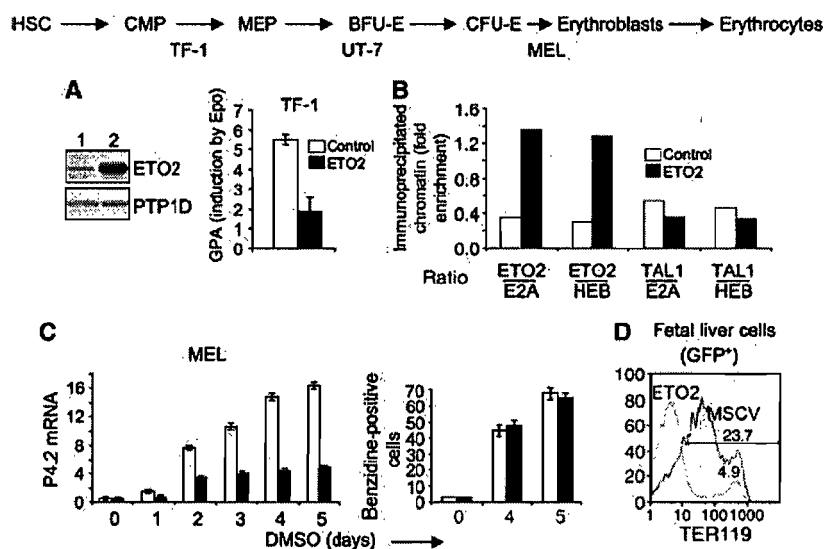 HSC CMP MEP BFU-E CFU-E Erythroblasts Erythrocytes
TF-1 UT-7 MEL
A
1 2
ETO2
PTP1D
TF-1
Control
ETO2
GPA (induction by Epo)
7
6
5
4
3
2
1
0
B
Control
ETO2
Immunoprecipitated
chromatin (fold
enrichment)
1.6
1.2
0.8
0.4
0.0
Ratio
ETO2
E2A
ETO2
HEB
TAL1
E2A
TAL1
HEB
C
MEL
P4.2 mRNA
16
12
8
4
0
0 1 2 3 4 5
Benzidine-positive
cells
70
60
50
40
30
20
10
0
0 4 5
DMSO (days)
D
Fetal liver cells
(GFP+)
100
80
60
40
20
0
ETO2
MSCV
23.7
4.9
1 10 100 1000
TER119